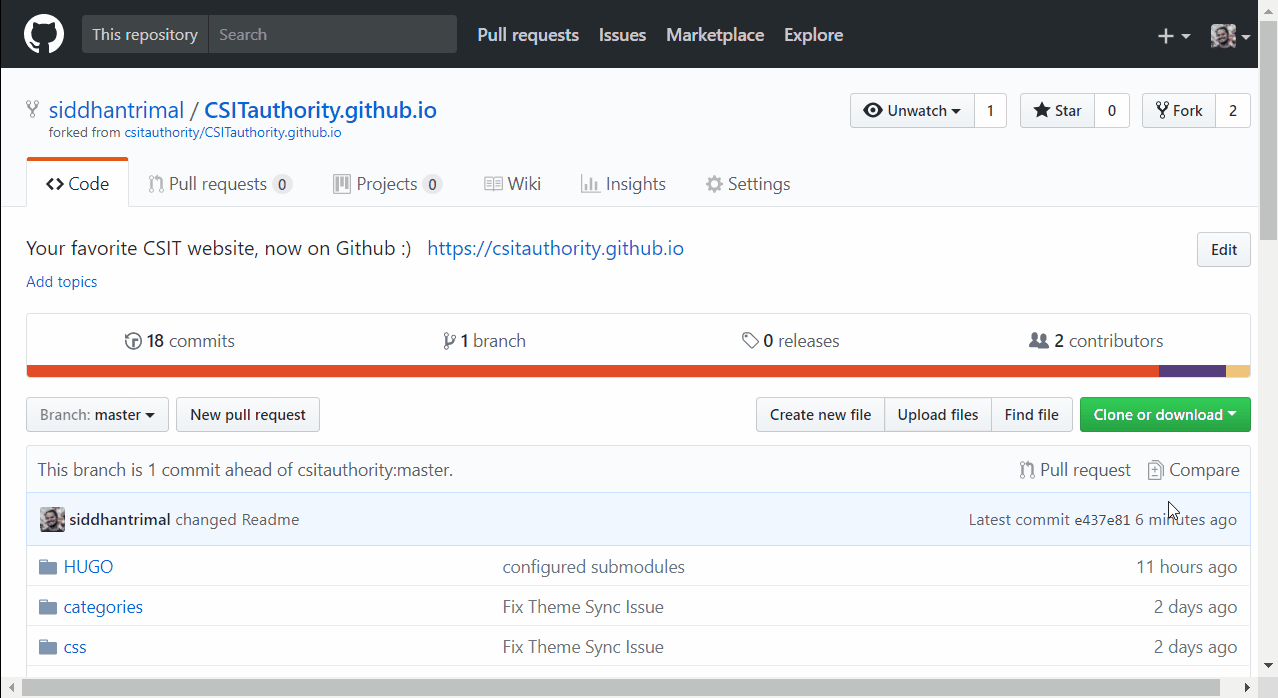 This repository Search Pull requests Issues Marketplace Explore
siddhantrimal / CSITauthority.github.io Unwatch 1 Star 0 Fork 2
forked from csitauthority/CSITauthority.github.io
Code Pull requests 0 Projects 0 Wiki Insights Settings
Your favorite CSIT website, now on Github :) https://csitauthority.github.io Edit
Add topics
18 commits 1 branch 0 releases 2 contributors
Branch: master New pull request Create new file Upload files Find file Clone or download
This branch is 1 commit ahead of csitauthority:master. Pull request Compare
siddhantrimal changed Readme Latest commit e437e81 6 minutes ago
HUGO configured submodules 11 hours ago
categories Fix Theme Sync Issue 2 days ago
css Fix Theme Sync Issue 2 days ago